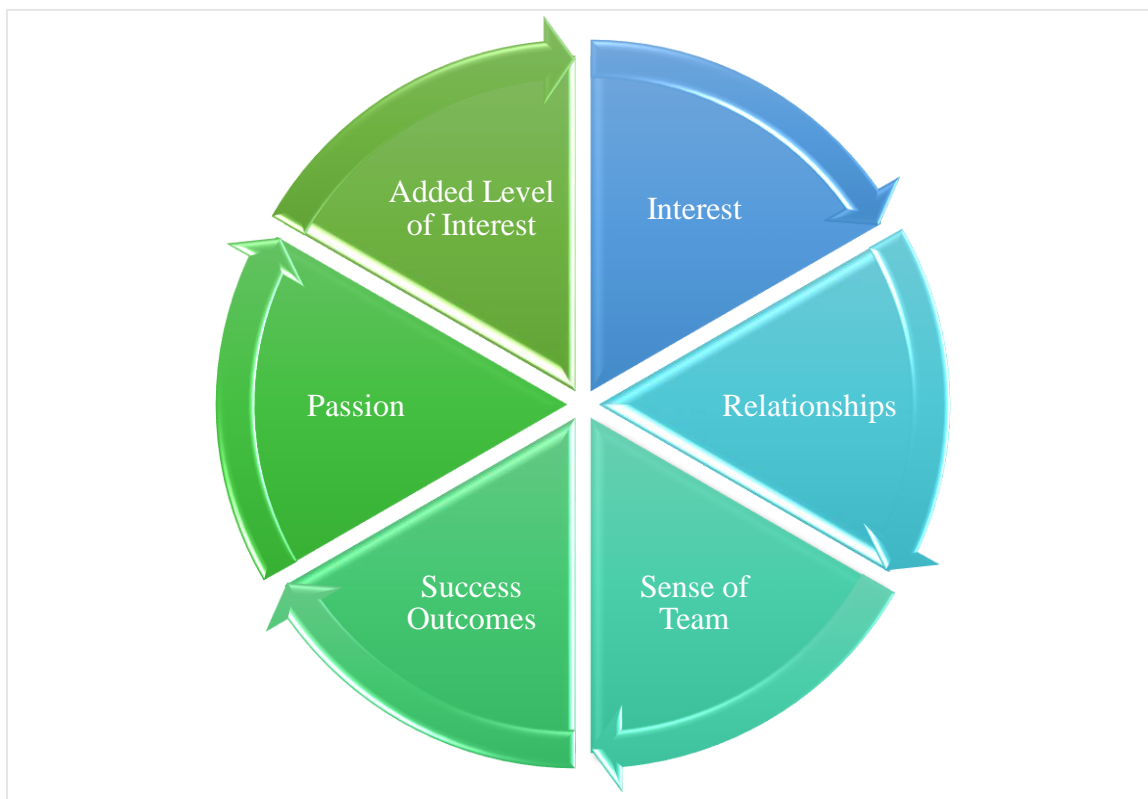 Interest
Relationships
Sense of
Team
Success
Outcomes
Passion
Added Level
of Interest